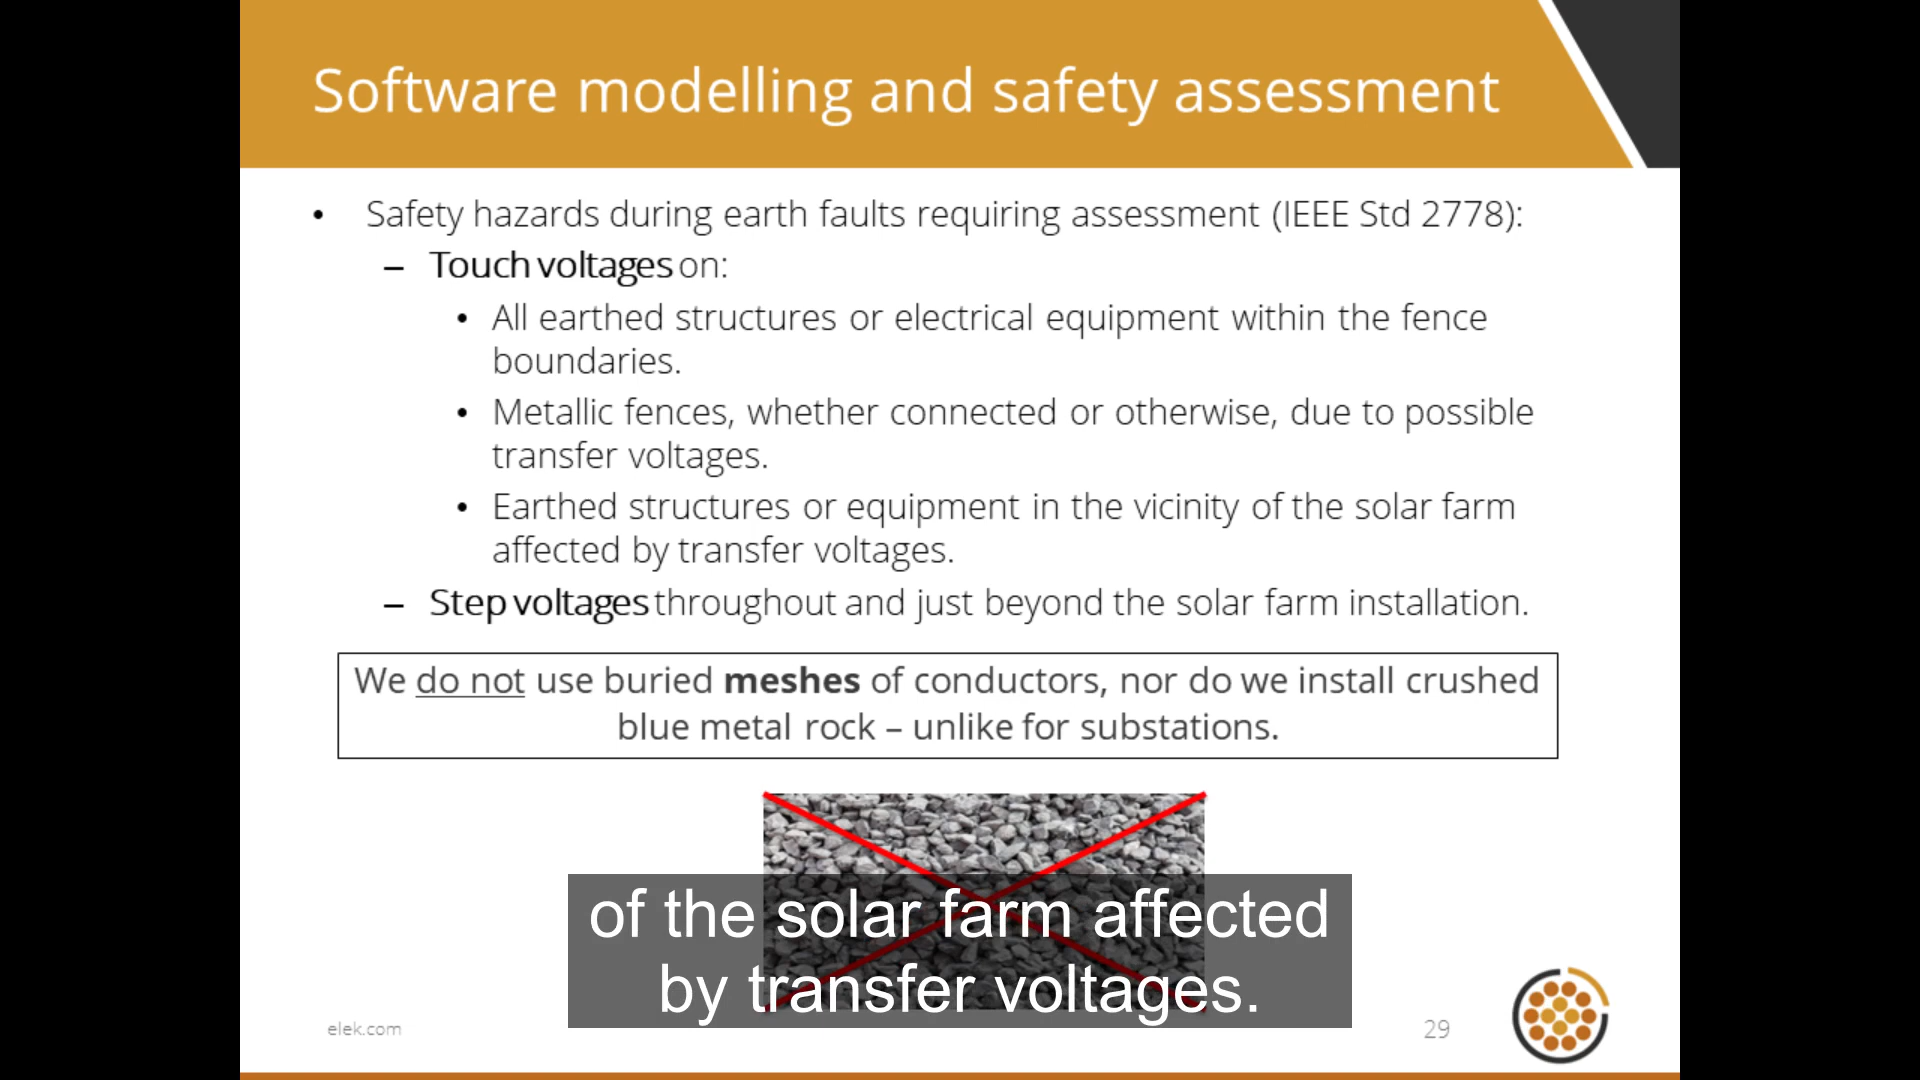 Software modelling and safety assessment
• Safety hazards during earth faults requiring assessment (IEEE Std 2778):
– Touch voltages on:
• All earthed structures or electrical equipment within the fence
boundaries.
• Metallic fences, whether connected or otherwise, due to possible
transfer voltages.
• Earthed structures or equipment in the vicinity of the solar farm
affected by transfer voltages.
– Step voltages throughout and just beyond the solar farm installation.
We do not use buried meshes of conductors, nor do we install crushed
blue metal rock – unlike for substations.
of the solar farm affected
by transfer voltages.
elek.com
29